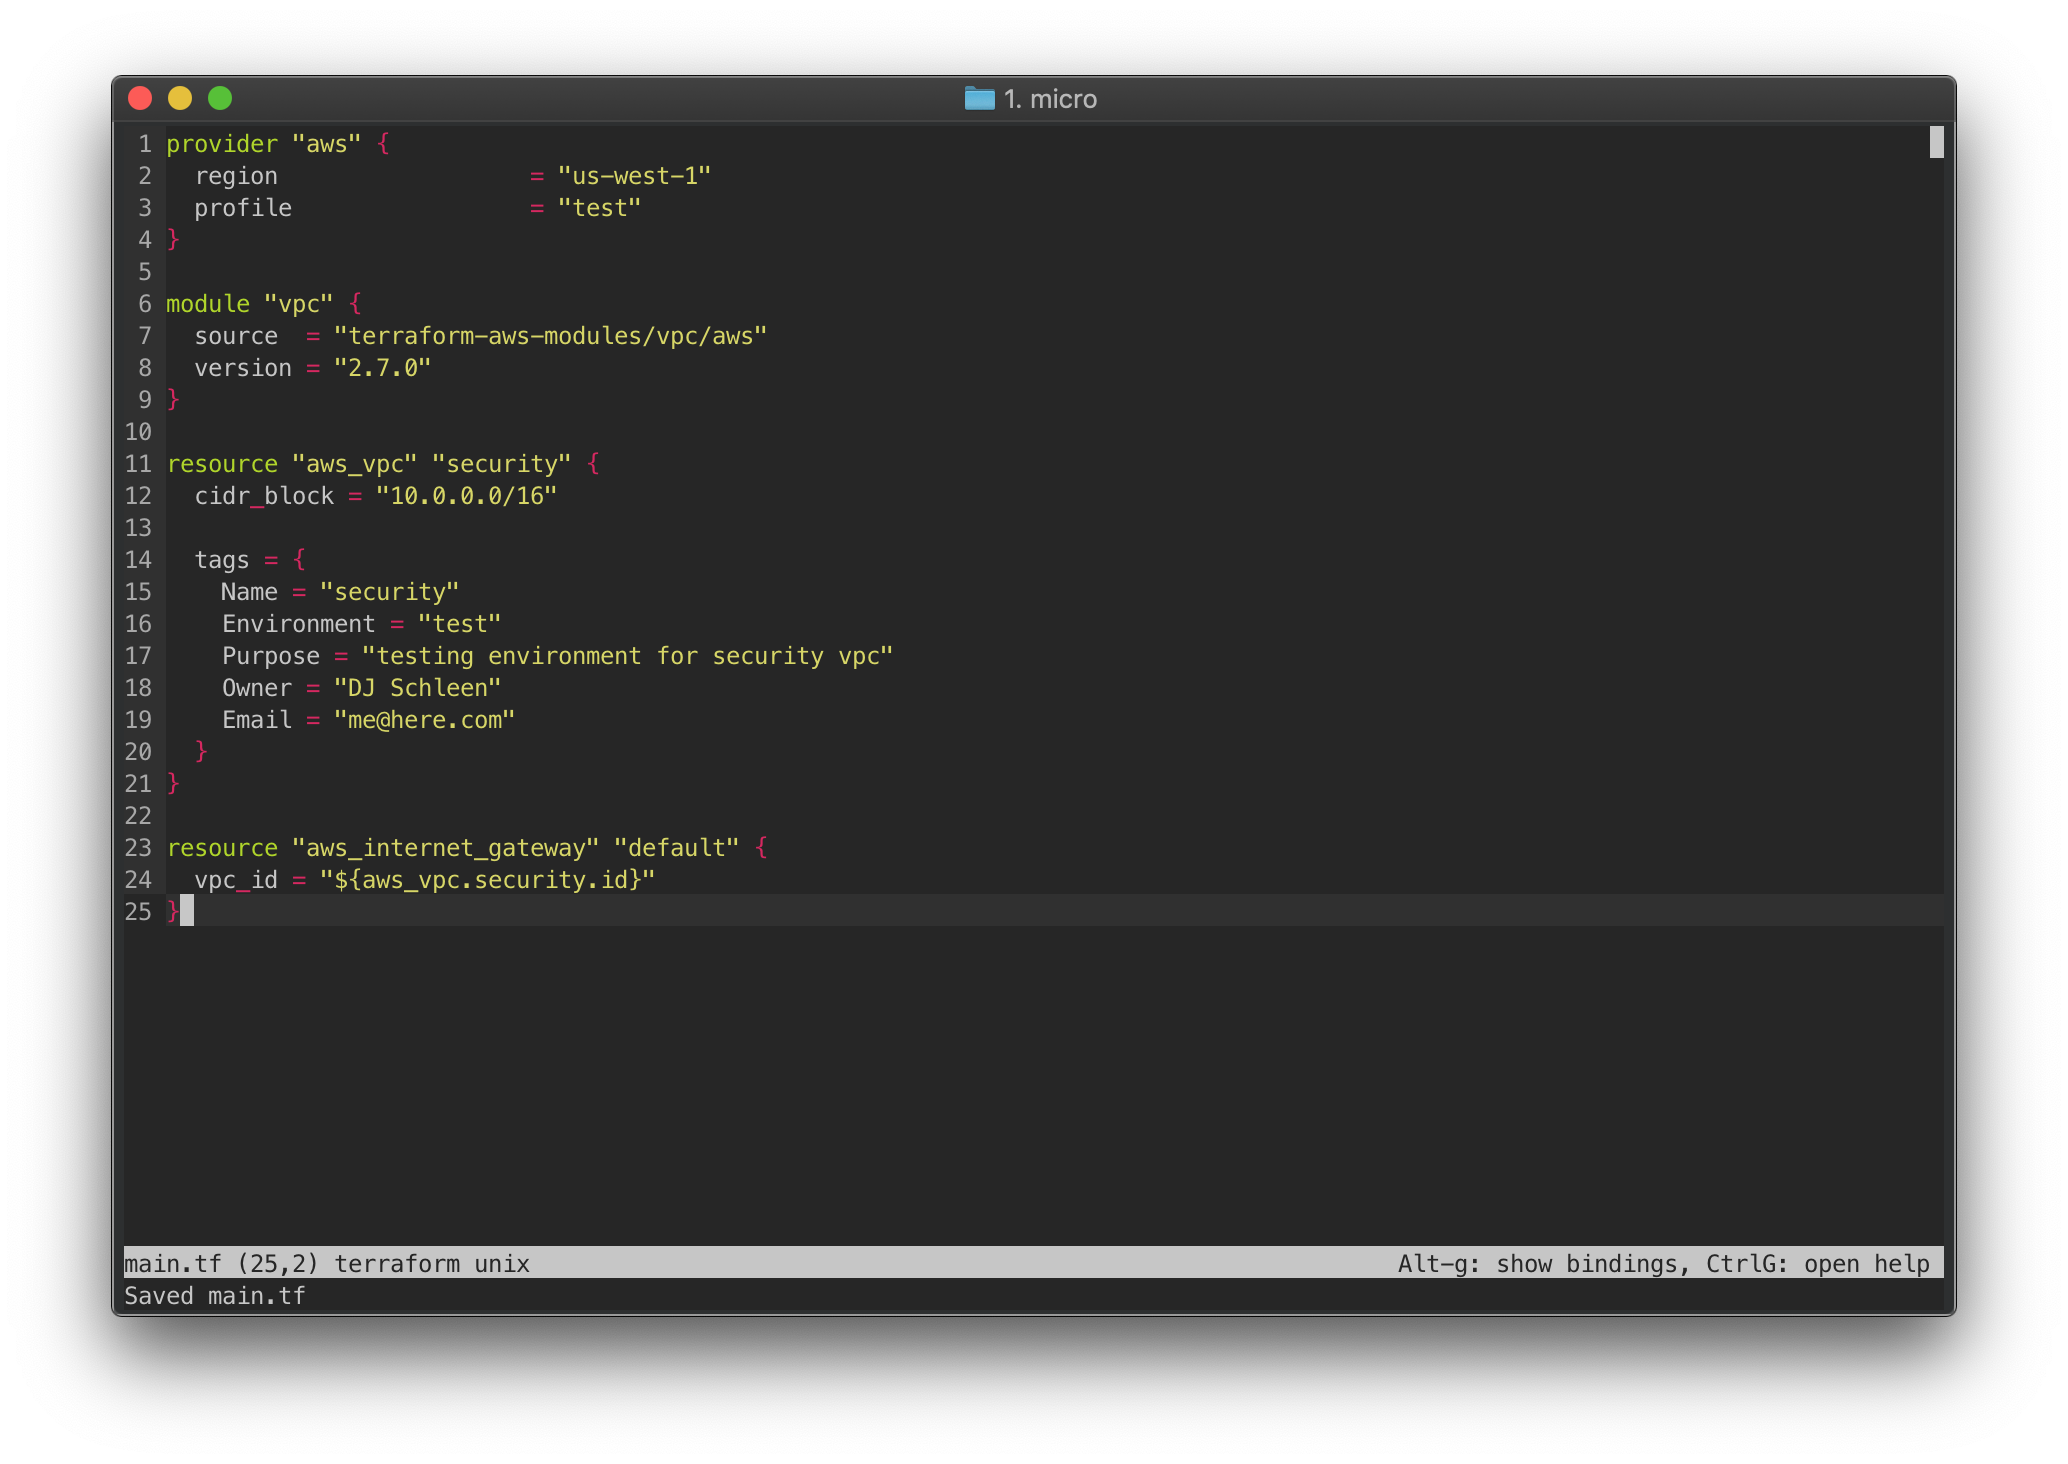 1. micro
1 provider "aws" {
2   region                  = "us-west-1"
3   profile                 = "test"
4 }
5
6 module "vpc" {
7   source  = "terraform-aws-modules/vpc/aws"
8   version = "2.7.0"
9 }
10
11 resource "aws_vpc" "security" {
12   cidr_block = "10.0.0.0/16"
13
14   tags = {
15     Name = "security"
16     Environment = "test"
17     Purpose = "testing environment for security vpc"
18     Owner = "DJ Schleen"
19     Email = "me@here.com"
20   }
21 }
22
23 resource "aws_internet_gateway" "default" {
24   vpc_id = "${aws_vpc.security.id}"
25 }
main.tf (25,2) terraform unix Alt-g: show bindings, CtrlG: open help
Saved main.tf